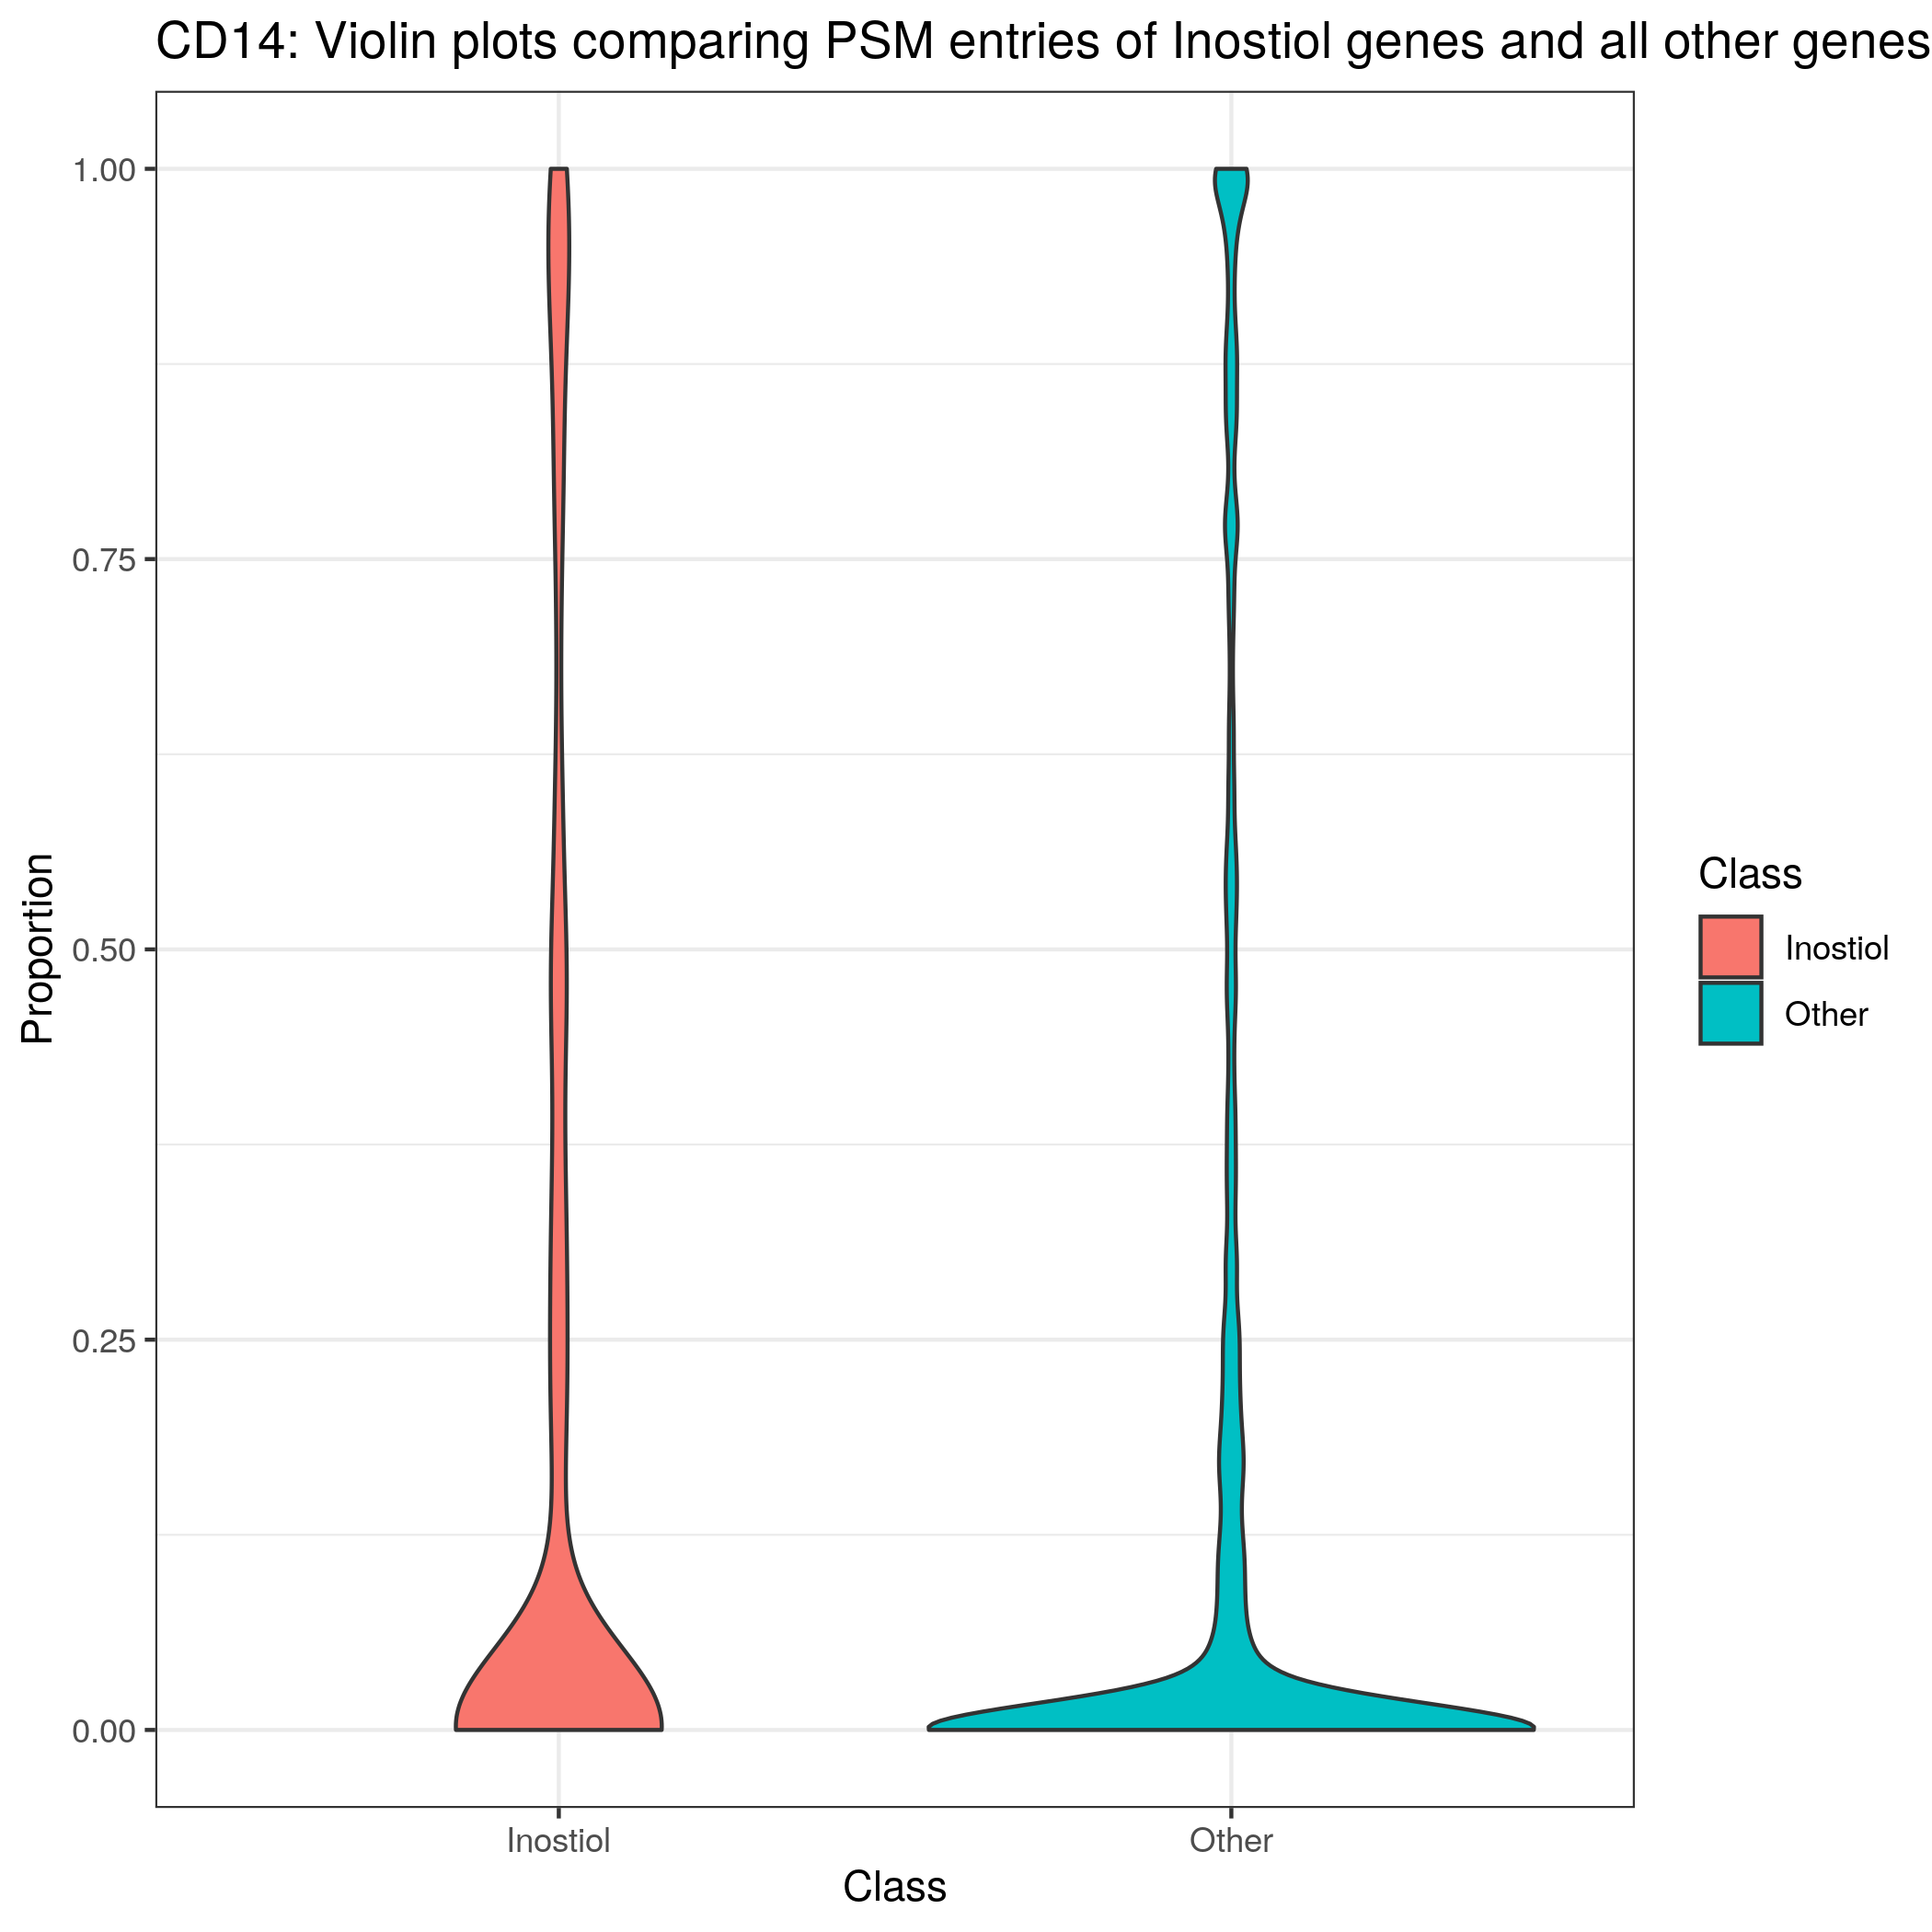 CD14: Violin plots comparing PSM entries of Inostiol genes and all other genes
1.00
0.75
0.50
0.25
0.00
Proportion
Inostiol
Other
Class
Class
Inostiol
Other